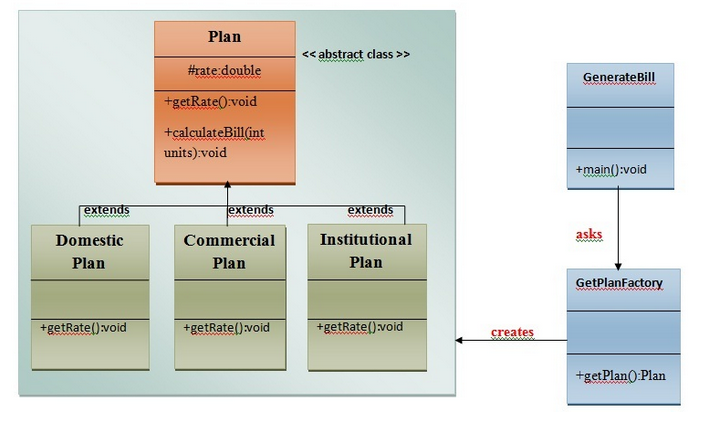 Plan
<< abstract class >>
#rate:double
+getRate():void
+calculateBill(int
units):void
extends
extends
extends
Domestic
Plan
+getRate():void
Commercial
Plan
+getRate():void
Institutional
Plan
+getRate():void
GenerateBill
+main():void
asks
GetPlanFactory
+getPlan():Plan
creates